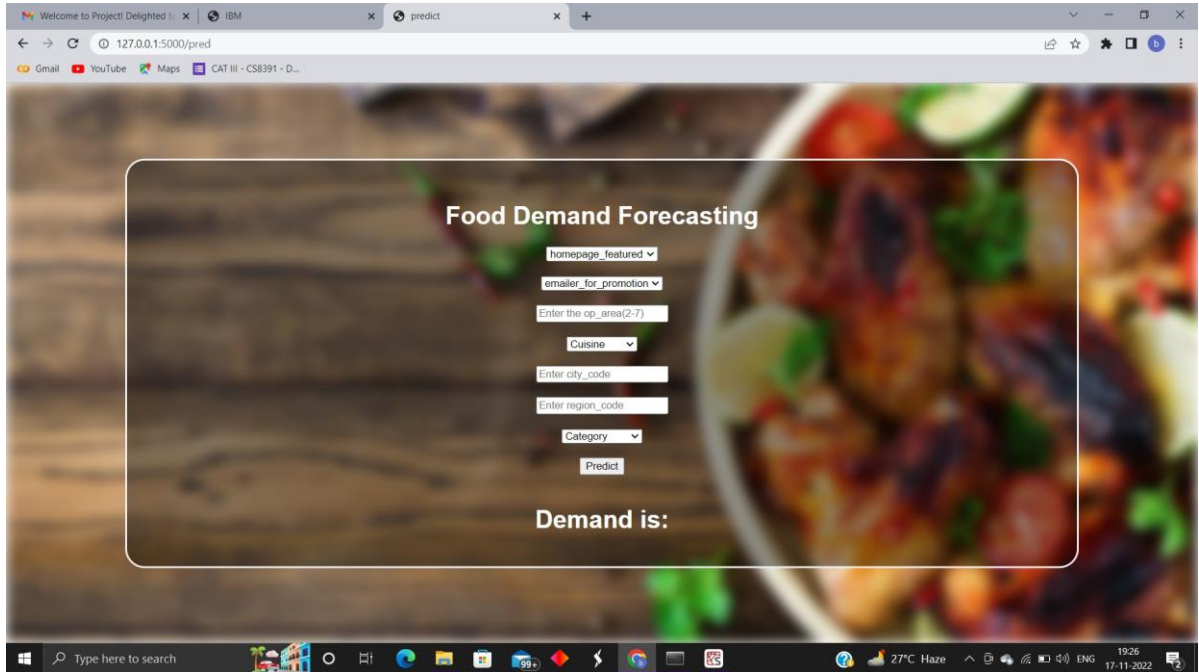 Welcome to Project! Delighted to
IBM
predict
127.0.0.1:5000/pred
b
Gmail
YouTube
Maps
CAT III - CS8391 - D...
Food Demand Forecasting
homepage_featured
emailer_for_promotion
Enter the op_area(2-7)
Cuisine
Enter city_code
Enter region_code
Category
Predict
Demand is:
Type here to search
99+
27°C Haze
ENG
19:26
17-11-2022
2